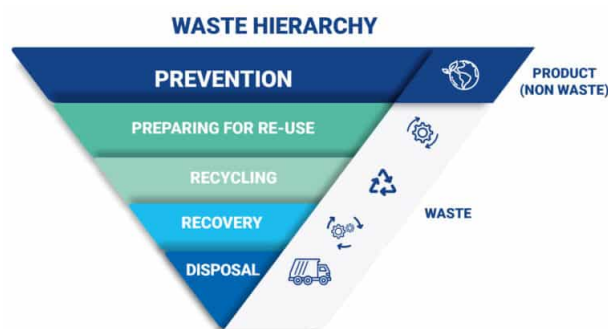 WASTE HIERARCHY
PREVENTION
PRODUCT
(NON WASTE)
PREPARING FOR RE-USE
RECYCLING
RECOVERY
WASTE
DISPOSAL